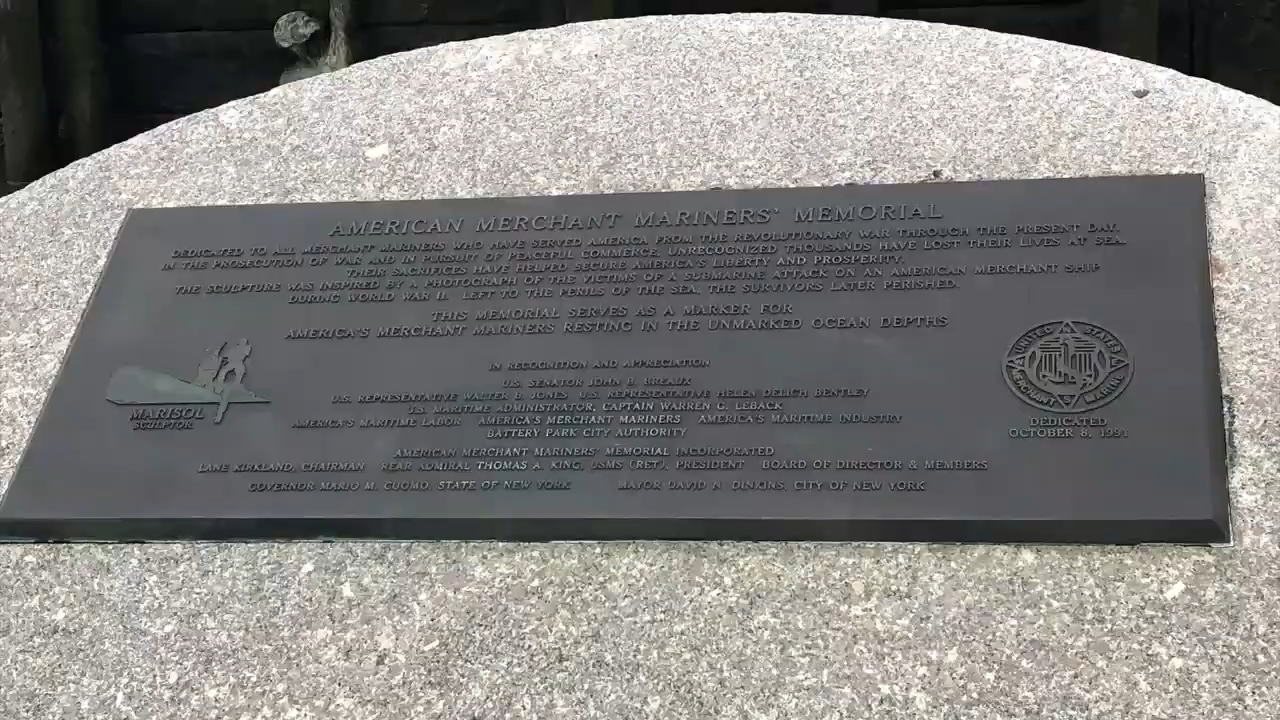 AMERICAN MERCHANT MARINERS' MEMORIAL
DEDICATED TO ALL MERCHANT MARINERS WHO HAVE SERVED AMERICA FROM THE REVOLUTIONARY WAR THROUGH THE PRESENT DAY,
IN THE PROSECUTION OF WAR AND IN PURSUIT OF PEACEFUL COMMERCE. UNRECOGNIZED THOUSANDS HAVE LOST THEIR LIVES AT SEA.
THEIR SACRIFICES HAVE HELPED SECURE AMERICA'S LIBERTY AND PROSPERITY.
THE SCULPTURE WAS INSPIRED BY A PHOTOGRAPH OF THE VICTIMS OF A SUBMARINE ATTACK ON AN AMERICAN MERCHANT SHIP
DURING WORLD WAR II. LEFT TO THE PERILS OF THE SEA, THE SURVIVORS LATER PERISHED.
THIS MEMORIAL SERVES AS A MARKER FOR
AMERICA'S MERCHANT MARINERS RESTING IN THE UNMARKED OCEAN DEPTHS
IN RECOGNITION AND APPRECIATION
U.S. SENATOR JOHN B. BREAUX
U.S. REPRESENTATIVE WALTER B. JONES U.S. REPRESENTATIVE HELEN DELICH BENTLEY
U.S. MARITIME ADMINISTRATOR, CAPTAIN WARREN G. LEBACK
AMERICA'S MARITIME LABOR AMERICA'S MERCHANT MARINERS AMERICA'S MARITIME INDUSTRY
BATTERY PARK CITY AUTHORITY
AMERICAN MERCHANT MARINERS' MEMORIAL INCORPORATED
LANE KIRKLAND, CHAIRMAN REAR ADMIRAL THOMAS A. KING, USMS (RET), PRESIDENT BOARD OF DIRECTOR & MEMBERS
GOVERNOR MARIO M. CUOMO, STATE OF NEW YORK MAYOR DAVID N. DINKINS, CITY OF NEW YORK
MARISOL
SCULPTOR
UNITED STATES
MERCHANT MARINE
DEDICATED
OCTOBER 8, 1991